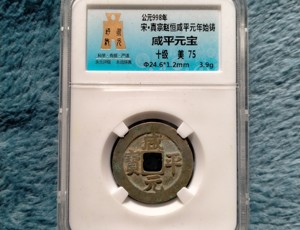 公元998年
宋•真宗赵恒咸平元年始铸
咸平元宝
十级 美 75
Φ24.6*1.2mm 3.9g
咸平元寶